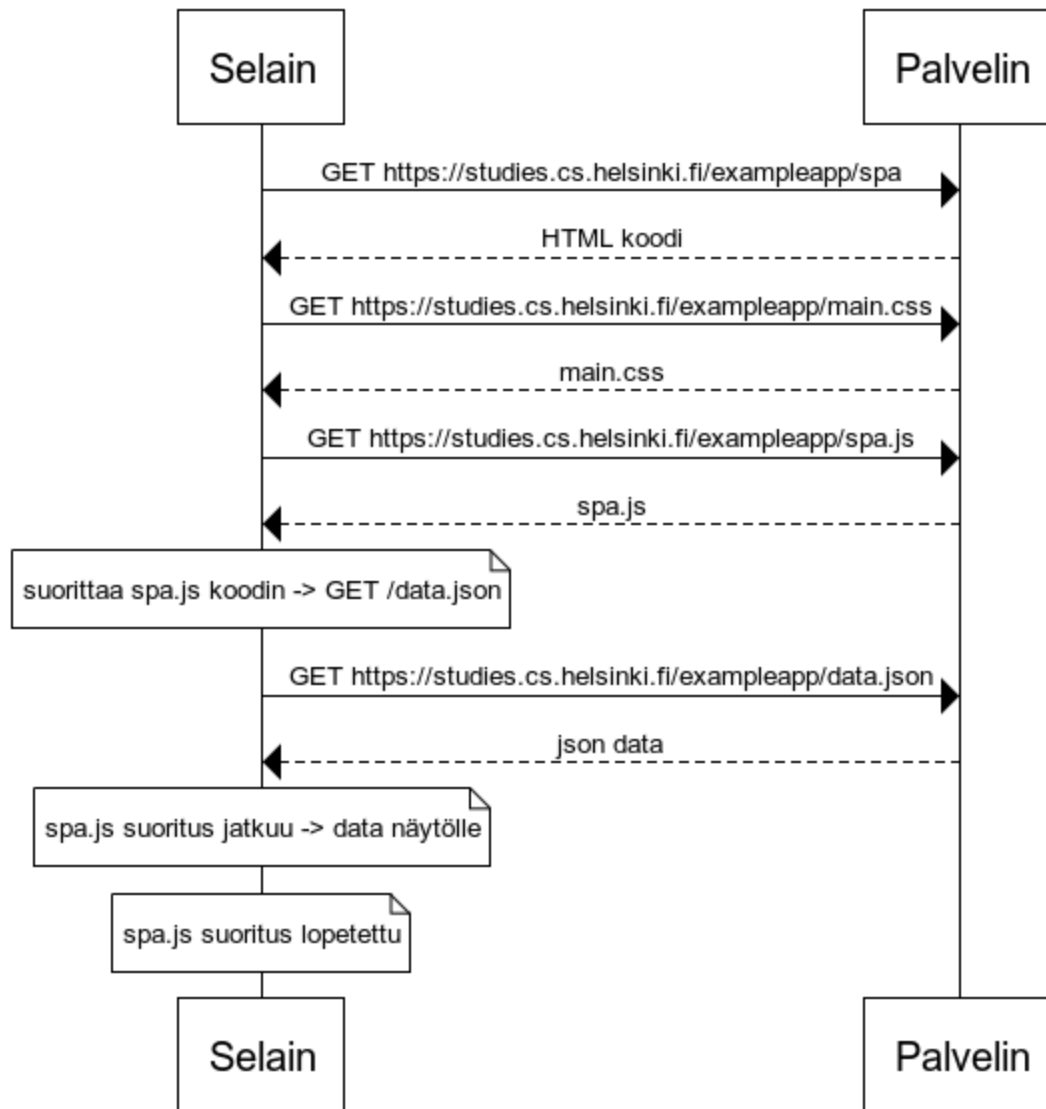 Selain
Palvelin
GET https://studies.cs.helsinki.fi/exampleapp/spa
HTML koodi
GET https://studies.cs.helsinki.fi/exampleapp/main.css
main.css
GET https://studies.cs.helsinki.fi/exampleapp/spa.js
spa.js
suorittaa spa.js koodin -> GET /data.json
GET https://studies.cs.helsinki.fi/exampleapp/data.json
json data
spa.js suoritus jatkuu -> data näytölle
spa.js suoritus lopetettu
Selain
Palvelin